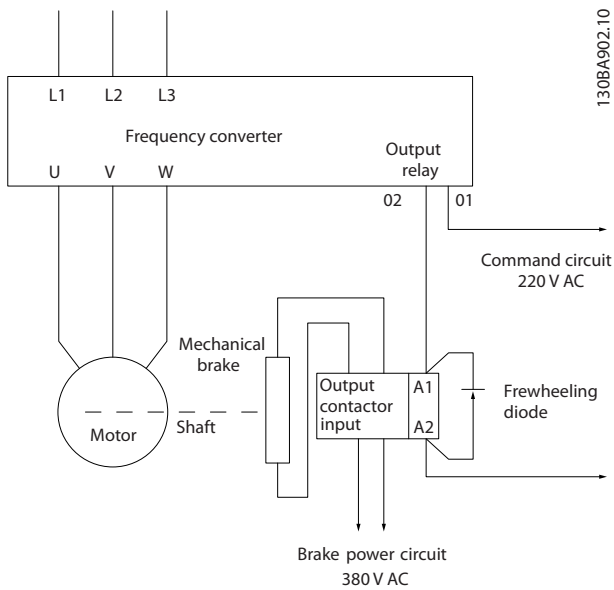 130BA902.10
L1 L2 L3
Frequency converter
Output
relay
U V W
02 01
Command circuit
220 V AC
Mechanical
brake
Output
contactor
input
A1
A2
Frewheeling
diode
Motor
Shaft
Brake power circuit
380 V AC